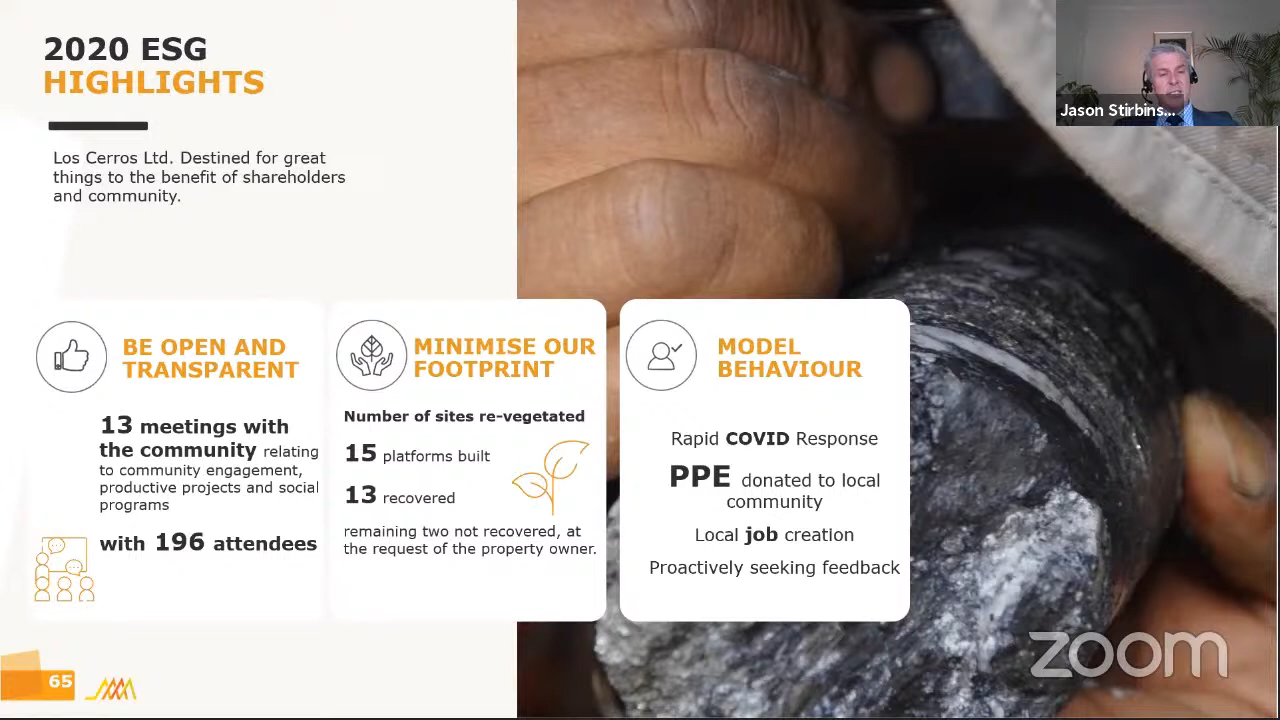 2020 ESG
HIGHLIGHTS
Los Cerros Ltd. Destined for great
things to the benefit of shareholders
and community.
Jason Stirbins...
BE OPEN AND
TRANSPARENT
13 meetings with
the community relating
to community engagement,
productive projects and social
programs
with 196 attendees
MINIMISE OUR
FOOTPRINT
Number of sites re-vegetated
15 platforms built
13 recovered
remaining two not recovered, at
the request of the property owner.
MODEL
BEHAVIOUR
Rapid COVID Response
PPE donated to local
community
Local job creation
Proactively seeking feedback
65
zoom